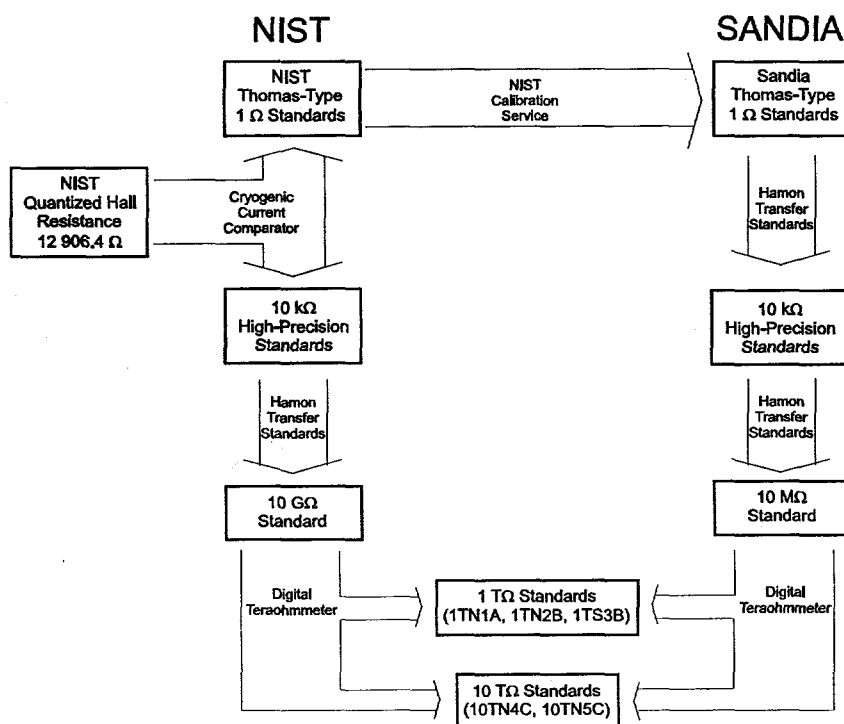 NIST
SANDIA
NIST
Thomas-Type
1 Ω Standards
NIST
Calibration
Service
Sandia
Thomas-Type
1 Ω Standards
NIST
Quantized Hall
Resistance
12 906.4 Ω
Cryogenic
Current
Comparator
Hamon
Transfer
Standards
10 kΩ
High-Precision
Standards
10 kΩ
High-Precision
Standards
Hamon
Transfer
Standards
Hamon
Transfer
Standards
10 GΩ
Standard
10 MΩ
Standard
Digital
Teraohmmeter
1 TΩ Standards
(1TN1A, 1TN2B, 1TS3B)
Digital
Teraohmmeter
10 TΩ Standards
(10TN4C, 10TN5C)